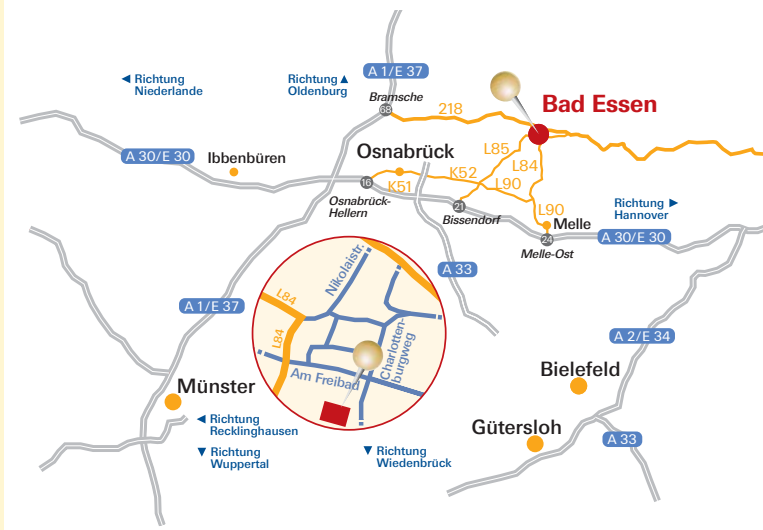 ◄ Richtung
Niederlande
Richtung ▲
Oldenburg
A 1/E 37
Bramsche
68
218
Bad Essen
A 30/E 30
Ibbenbüren
Osnabrück
L85
L84
16
K51
K52
L90
Osnabrück-
Hellern
21
Bissendorf
L90
Melle
24
Melle-Ost
Richtung ►
Hannover
A 30/E 30
A 33
Nikolaistr.
L84
L84
Charlotten-
burgweg
Am Freibad
A 1/E 37
A 2/E 34
Bielefeld
Münster
◄ Richtung
Recklinghausen
▼ Richtung
Wuppertal
▼ Richtung
Wiedenbrück
Gütersloh
A 33